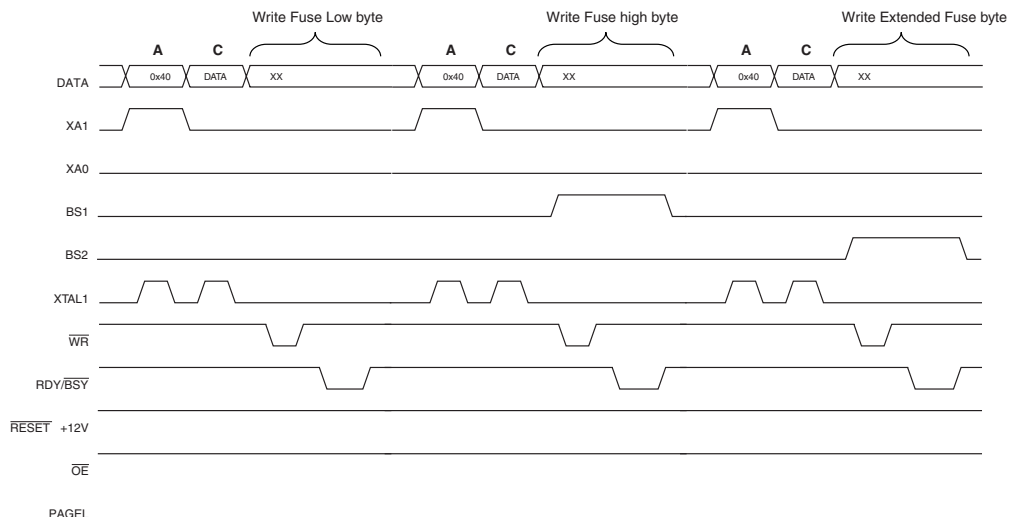 Write Fuse Low byte Write Fuse high byte Write Extended Fuse byte
A C A C A C
DATA 0x40 DATA XX 0x40 DATA XX 0x40 DATA XX
XA1
XA0
BS1
BS2
XTAL1
WR
RDY/BSY
RESET +12V
OE
PAGEL